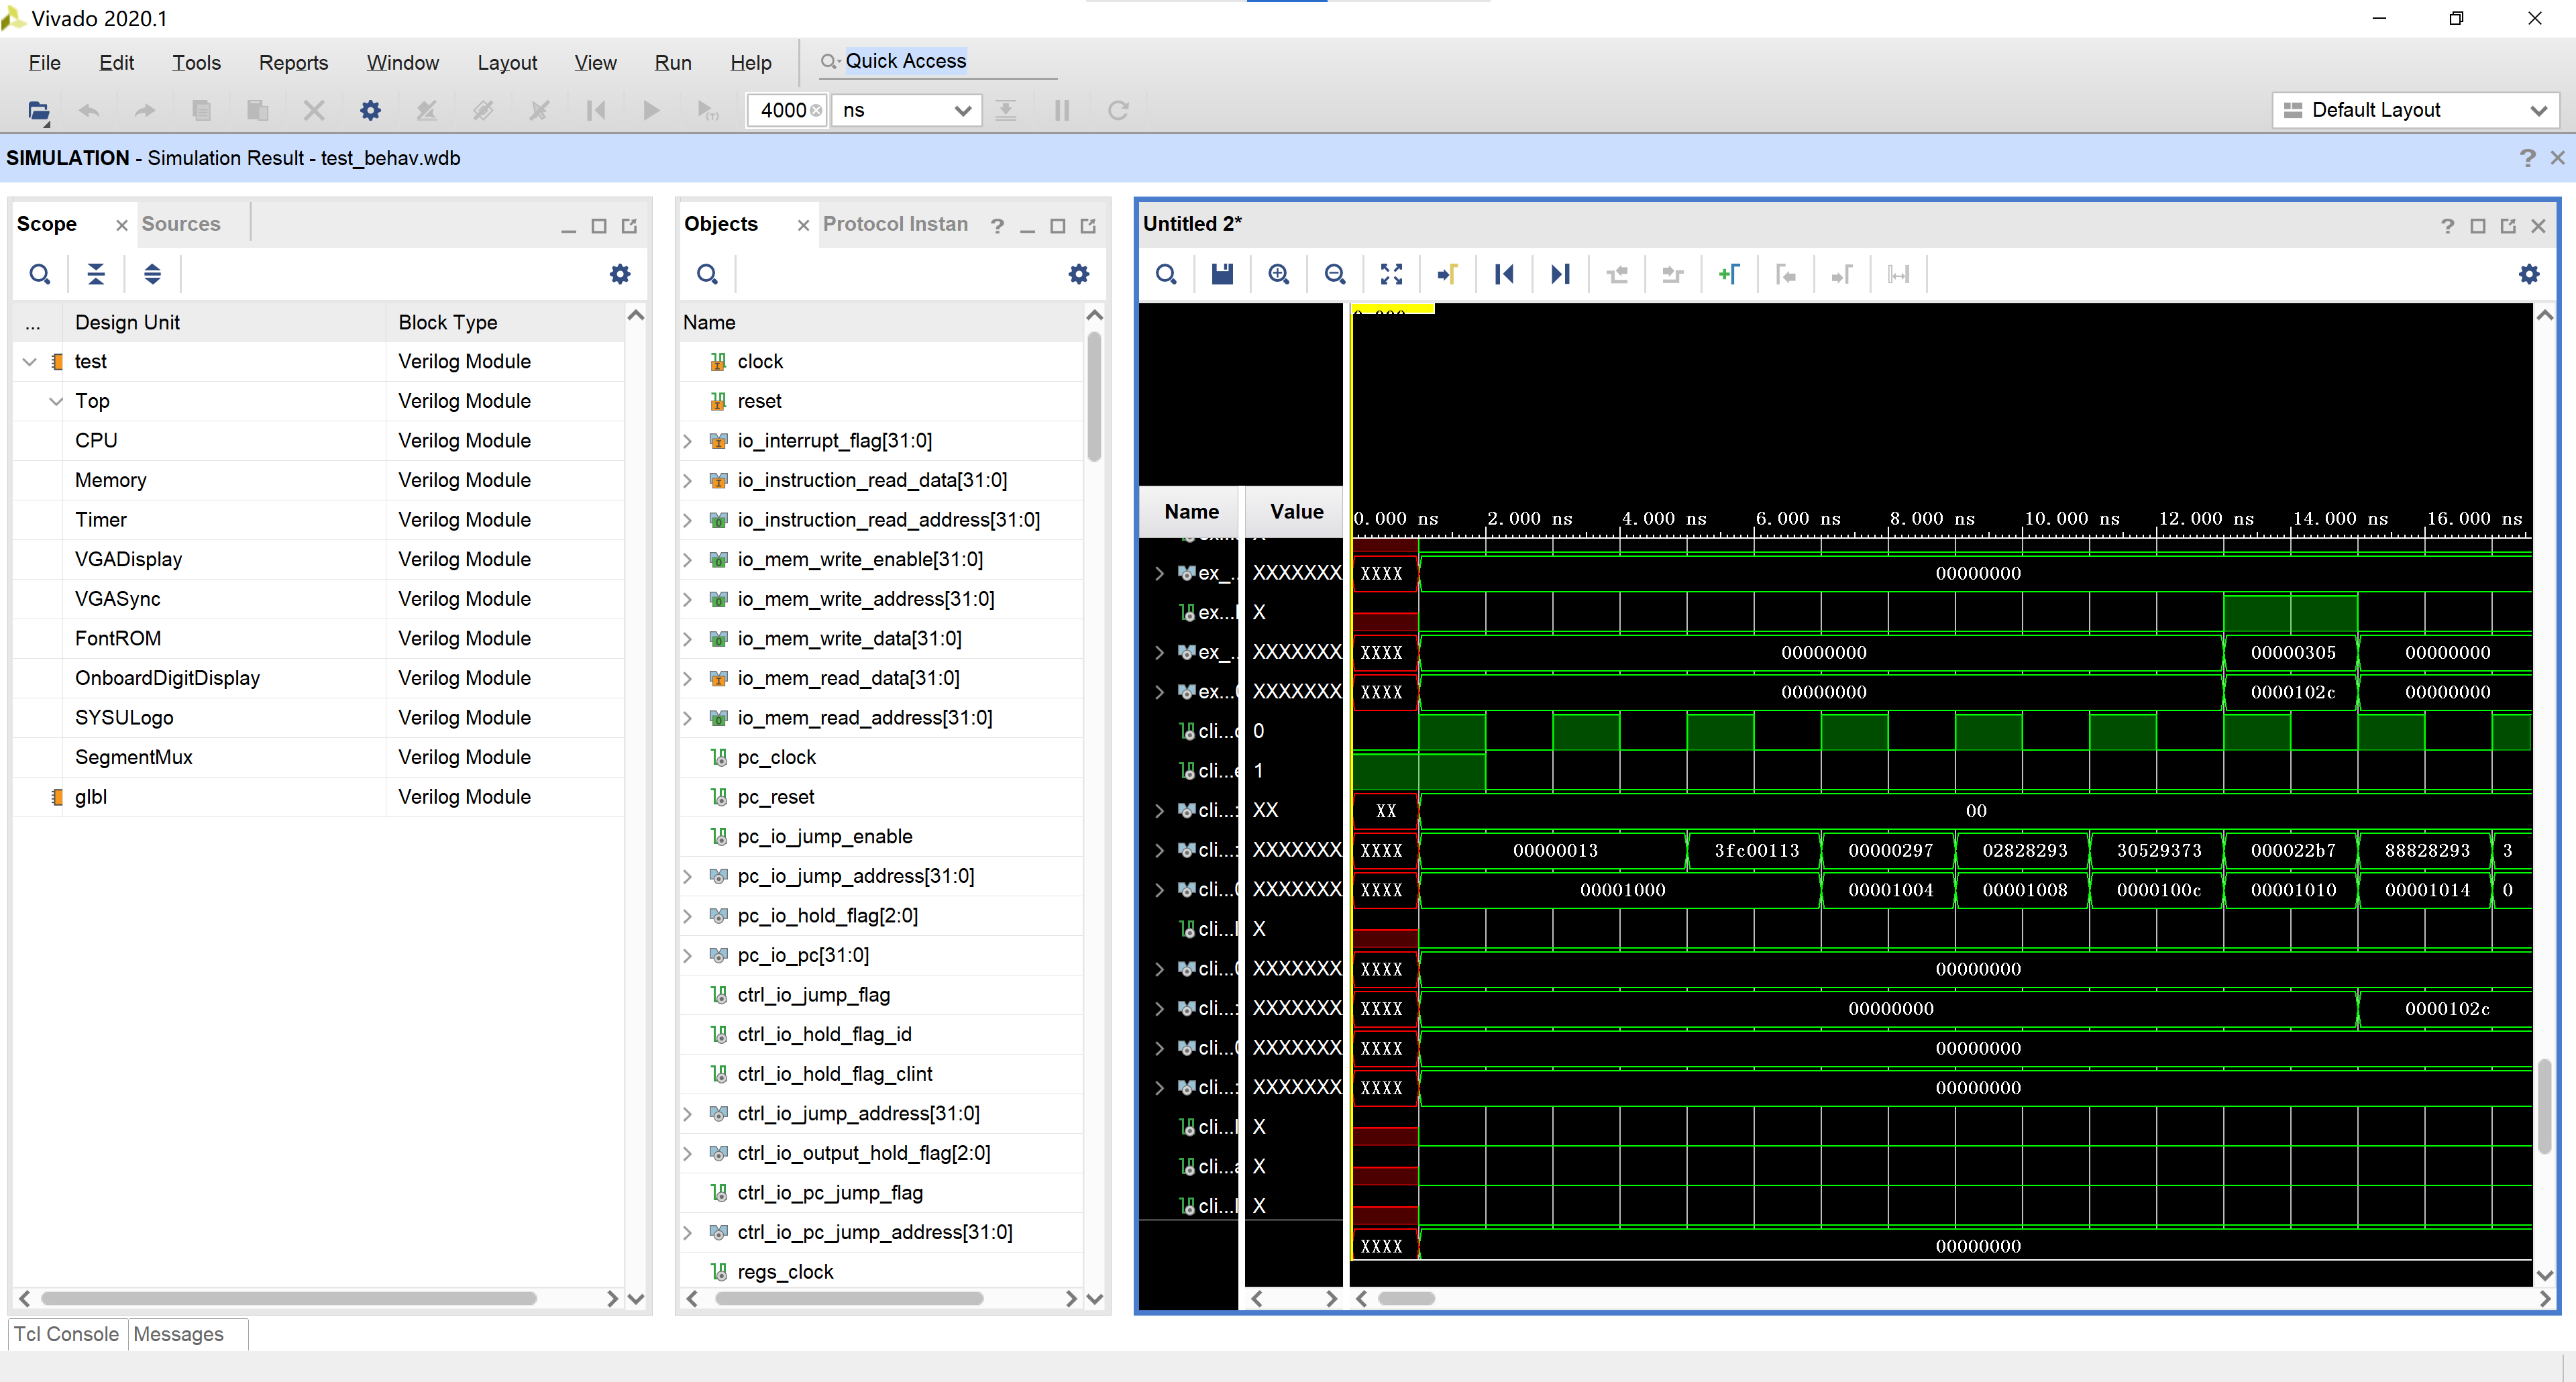 Vivado 2020.1
File Edit Tools Reports Window Layout View Run Help Quick Access
4000 ns Default Layout
SIMULATION - Simulation Result - test_behav.wdb
Scope Sources
... Design Unit Block Type
test Verilog Module
Top Verilog Module
CPU Verilog Module
Memory Verilog Module
Timer Verilog Module
VGADisplay Verilog Module
VGASync Verilog Module
FontROM Verilog Module
OnboardDigitDisplay Verilog Module
SYSULogo Verilog Module
SegmentMux Verilog Module
glbl Verilog Module
Objects Protocol Instan
Name
clock
reset
io_interrupt_flag[31:0]
io_instruction_read_data[31:0]
io_instruction_read_address[31:0]
io_mem_write_enable[31:0]
io_mem_write_address[31:0]
io_mem_write_data[31:0]
io_mem_read_data[31:0]
io_mem_read_address[31:0]
pc_clock
pc_reset
pc_io_jump_enable
pc_io_jump_address[31:0]
pc_io_hold_flag[2:0]
pc_io_pc[31:0]
ctrl_io_jump_flag
ctrl_io_hold_flag_id
ctrl_io_hold_flag_clint
ctrl_io_jump_address[31:0]
ctrl_io_output_hold_flag[2:0]
ctrl_io_pc_jump_flag
ctrl_io_pc_jump_address[31:0]
regs_clock
Untitled 2*
Name Value 0.000 ns 2.000 ns 4.000 ns 6.000 ns 8.000 ns 10.000 ns 12.000 ns 14.000 ns 16.000 ns
ex_.. XXXXXXX XXXX 00000000
ex... X
ex_.. XXXXXXX XXXX 00000000 00000305 00000000
ex... XXXXXXX XXXX 00000000 0000102c 00000000
cli... 0
cli... 1
cli... XX XX 00
cli... XXXXXXX XXXX 00000013 3fc00113 00000297 02828293 30529373 000022b7 88828293 3
cli... XXXXXXX XXXX 00001000 00001004 00001008 0000100c 00001010 00001014 0
cli... X
cli... XXXXXXX XXXX 00000000
cli... XXXXXXX XXXX 00000000 0000102c
cli... XXXXXXX XXXX 00000000
cli... XXXXXXX XXXX 00000000
cli... X
cli... X
cli... X
XXXX 00000000
Tcl Console Messages